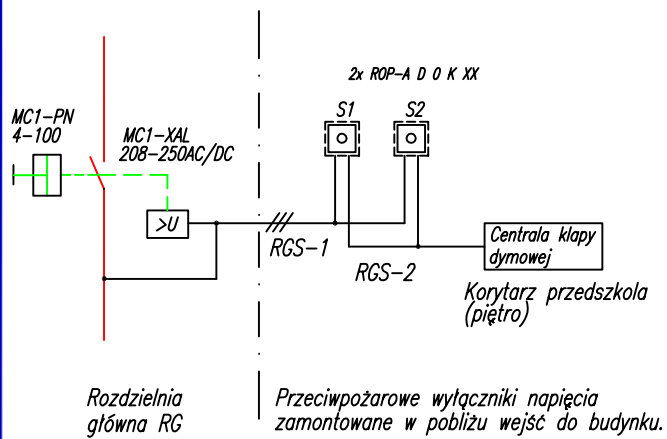 2x ROP-A D 0 K XX
MC1-PN
4-100
MC1-XAL
208-250AC/DC
S1
S2
>U
RGS-1
RGS-2
Centrala klapy
dymowej
Korytarz przedszkola
(piętro)
Rozdzielnia
główna RG
Przeciwpożarowe wyłączniki napięcia
zamontowane w pobliżu wejść do budynku.